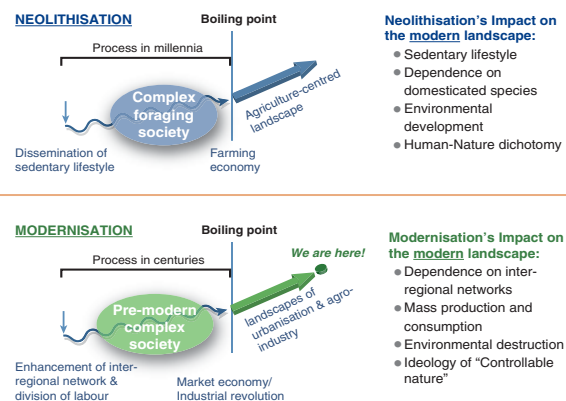 NEOLITHISATION
Boiling point
Process in millennia
Complex
foraging
society
Agriculture-centred
landscape
Dissemination of
sedentary lifestyle
Farming
economy
Neolithisation's Impact on
the modern landscape:
Sedentary lifestyle
Dependence on
domesticated species
Environmental
development
Human-Nature dichotomy
MODERNISATION
Boiling point
We are here!
Process in centuries
Pre-modern
complex
society
landscapes of
urbanisation & agro-
industry
Enhancement of inter-
regional network &
division of labour
Market economy/
Industrial revolution
Modernisation's Impact on
the modern landscape:
Dependence on inter-
regional networks
Mass production and
consumption
Environmental destruction
Ideology of “Controllable
nature”